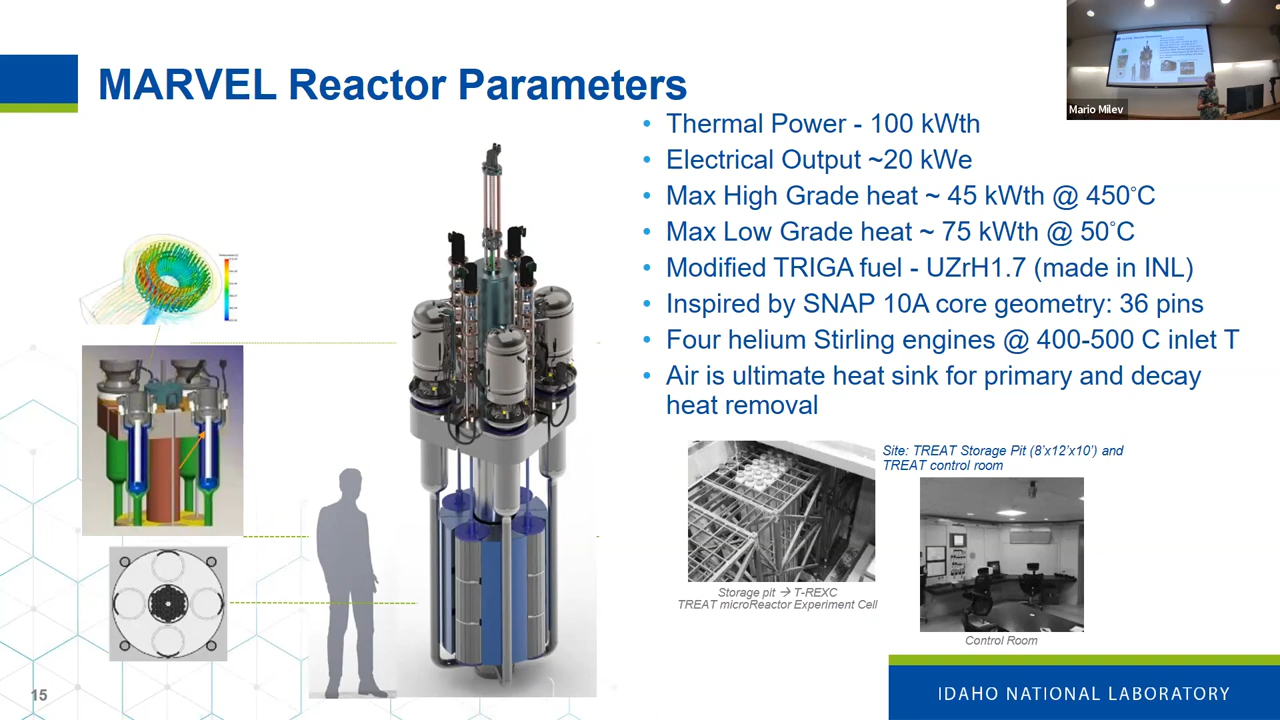 MARVEL Reactor Parameters
Mario Milev
• Thermal Power - 100 kWth
• Electrical Output ~20 kWe
• Max High Grade heat ~ 45 kWth @ 450°C
• Max Low Grade heat ~ 75 kWth @ 50°C
• Modified TRIGA fuel - UZrH1.7 (made in INL)
• Inspired by SNAP 10A core geometry: 36 pins
• Four helium Stirling engines @ 400-500 C inlet T
• Air is ultimate heat sink for primary and decay
heat removal
Site: TREAT Storage Pit (8'x12'x10') and
TREAT control room
Storage pit → T-REXC
TREAT microReactor Experiment Cell
Control Room
15
IDAHO NATIONAL LABORATORY